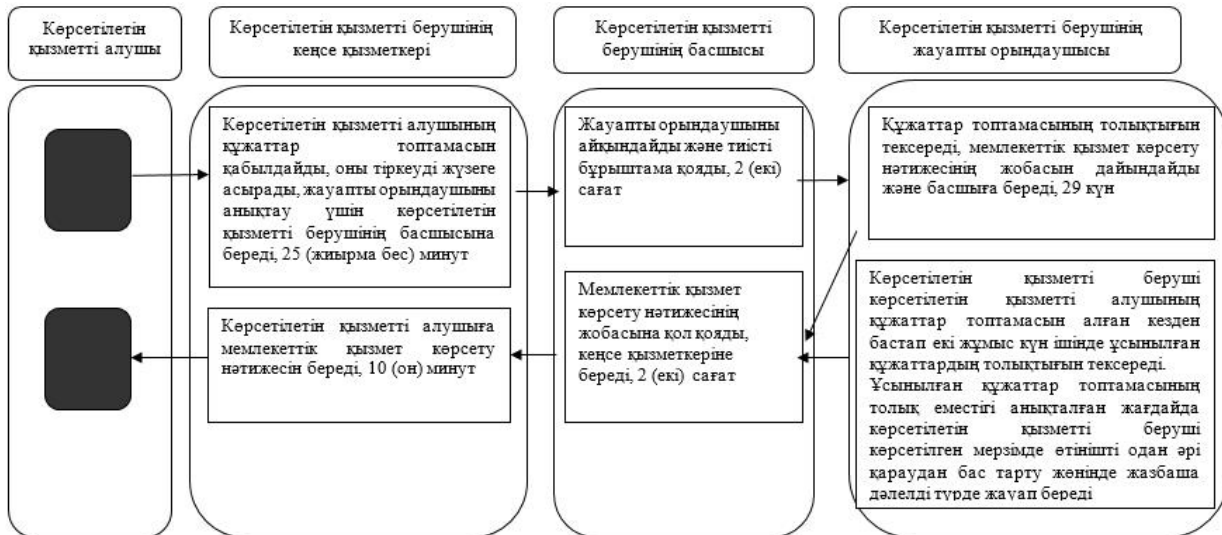 Көрсетілетін
қызметті алушы
Көрсетілетін қызметті берушінің
кеңсе қызметкері
Көрсетілетін қызметті
берушінің басшысы
Көрсетілетін қызметті берушінің
жауапты орындаушысы
Көрсетілетін қызметті алушының
құжаттар топтамасын
қабылдайды, оны тіркеуді жүзеге
асырады, жауапты орындаушыны
анықтау үшін көрсетілетін
қызметті берушінің басшысына
береді, 25 (жиырма бес) минут
Жауапты орындаушыны
айқындайды және тиісті
бұрыштама қояды, 2 (екі)
сағат
Құжаттар топтамасының толықтығын
тексереді, мемлекеттік қызмет көрсету
нәтижесінің жобасын дайындайды
және басшыға береді, 29 күн
Көрсетілетін қызметті алушыға
мемлекеттік қызмет көрсету
нәтижесін береді, 10 (он) минут
Мемлекеттік қызмет
көрсету нәтижесінің
жобасына қол қояды,
кеңсе қызметкеріне
береді, 2 (екі) сағат
Көрсетілетін қызметті беруші
көрсетілетін қызметті алушының
құжаттар топтамасын алған кезден
бастап екі жұмыс күн ішінде ұсынылған
құжаттардың толықтығын тексереді.
Ұсынылған құжаттар топтамасының
толық еместігі анықталған жағдайда
көрсетілетін қызметті беруші
көрсетілген мерзімде өтінішті одан әрі
қараудан бас тарту жөнінде жазбаша
дәлелді түрде жауап береді